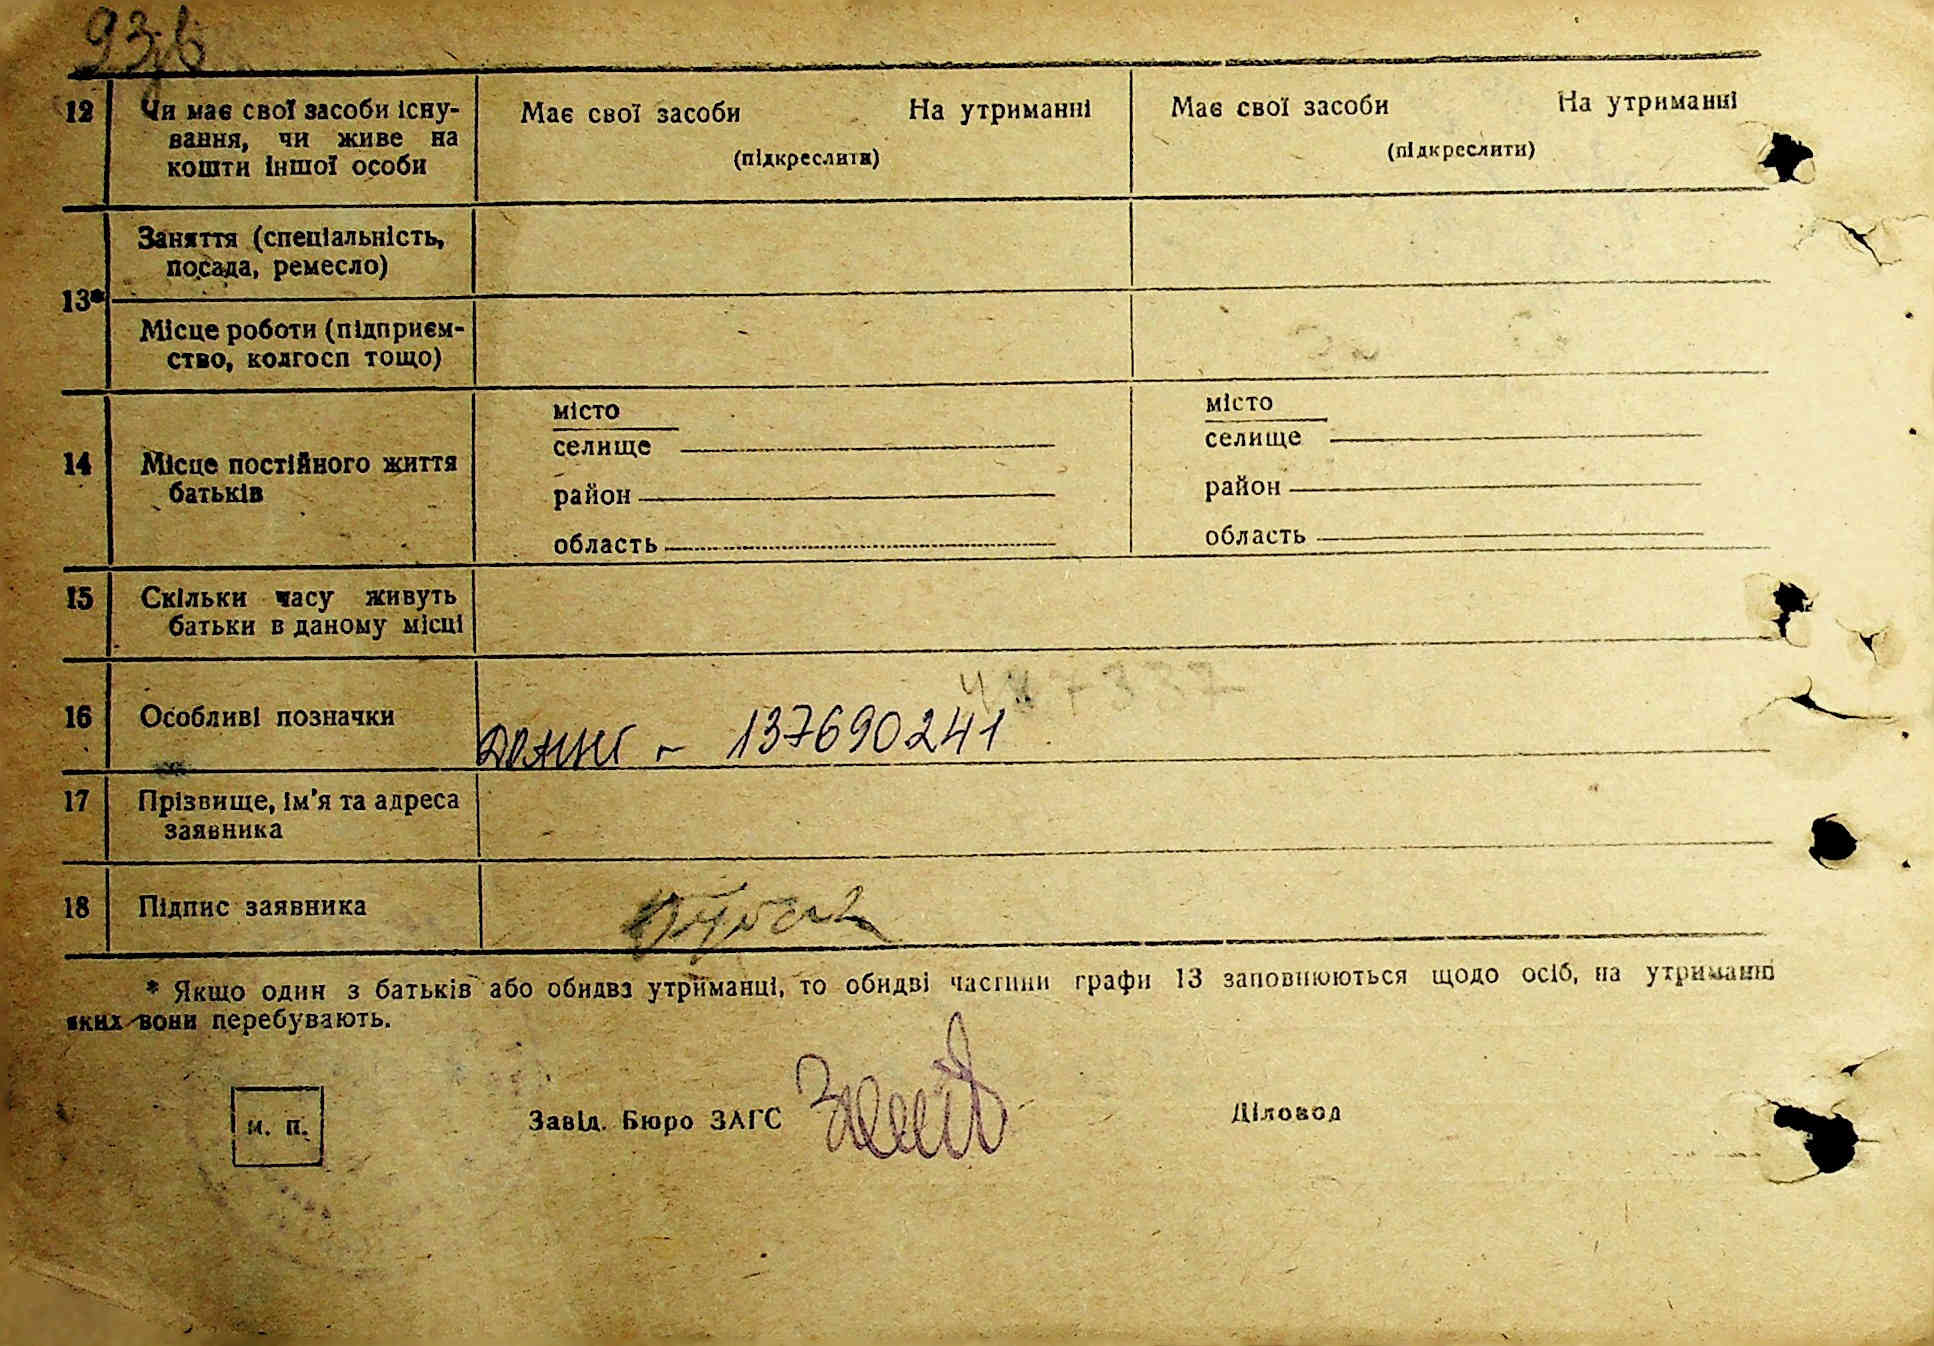 93зв
12 Чи має свої засоби існу-
вання, чи живе на
кошти іншої особи
Має свої засоби На утриманні
(підкреслити)
Має свої засоби На утриманні
(підкреслити)
13*
Заняття (спеціальність,
посада, ремесло)
Місце роботи (підприєм-
ство, колгосп тощо)
14 Місце постійного життя
батьків
місто
селище
район
область
місто
селище
район
область
15 Скільки часу живуть
батьки в даному місці
16 Особливі позначки
137690241
17 Прізвище, ім'я та адреса
заявника
18 Підпис заявника
* Якщо один з батьків або обидва утриманці, то обидві частини графи 13 заповнюються щодо осіб, на утриманні
яких вони перебувають.
м. п.
Завід. Бюро ЗАГС
Діловод